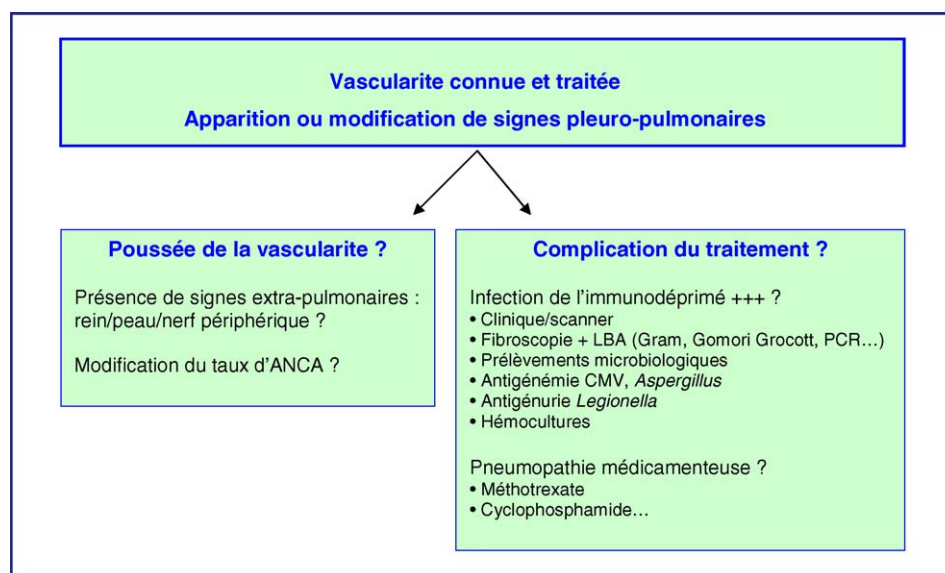 Vascularite connue et traitée
Apparition ou modification de signes pleuro-pulmonaires
Poussée de la vascularite ?
Présence de signes extra-pulmonaires :
rein/peau/nerf périphérique ?
Modification du taux d’ANCA ?
Complication du traitement ?
Infection de l’immunodéprimé +++ ?
• Clinique/scanner
• Fibroscopie + LBA (Gram, Gomori Grocott, PCR…)
• Prélèvements microbiologiques
• Antigénémie CMV, Aspergillus
• Antigénurie Legionella
• Hémocultures
Pneumopathie médicamenteuse ?
• Méthotrexate
• Cyclophosphamide…